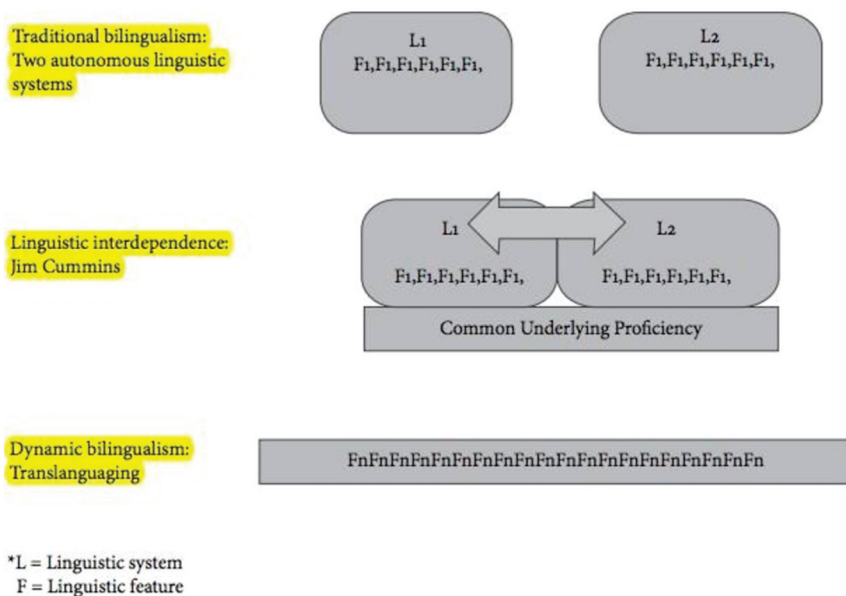 Traditional bilingualism:
Two autonomous linguistic
systems
L1
F1,F1,F1,F1,F1,F1,
L2
F1,F1,F1,F1,F1,F1,
Linguistic interdependence:
Jim Cummins
L1
L2
F1,F1,F1,F1,F1,F1,
F1,F1,F1,F1,F1,F1,
Common Underlying Proficiency
Dynamic bilingualism:
Translanguaging
FnFnFnFnFnFnFnFnFnFnFnFnFnFnFnFnFnFnFnFn
*L = Linguistic system
F = Linguistic feature